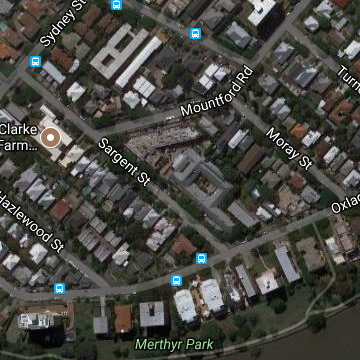 Sydney St
Mountford Rd
Turn
Clarke
Farm...
Sargent St
Moray St
Hazlewood St
Oxla
Merthyr Park